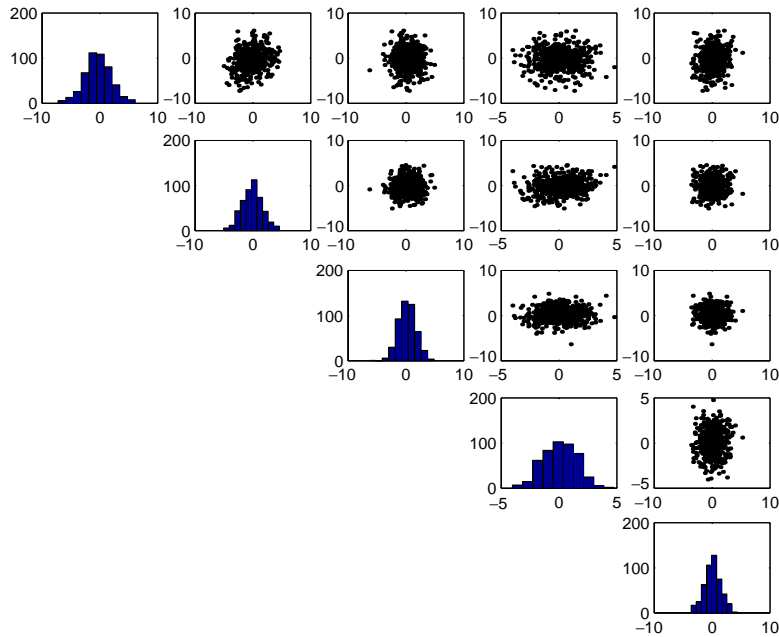 200 10 10 10 10
100 0 0 0 0
0 −10 −10 −10 −10
−10 0 10 −10 0 10 −10 0 10 −5 0 5 −10 0 10
200 10 10 10
100 0 0 0
0 −10 −10 −10
−10 0 10 −10 0 10 −5 0 5 −10 0 10
200 10 10
100 0 0
0 −10 −10
−10 0 10 −5 0 5 −10 0 10
200 5
100 0
0 −5
−5 0 5 −10 0 10
200
100
0
−10 0 10